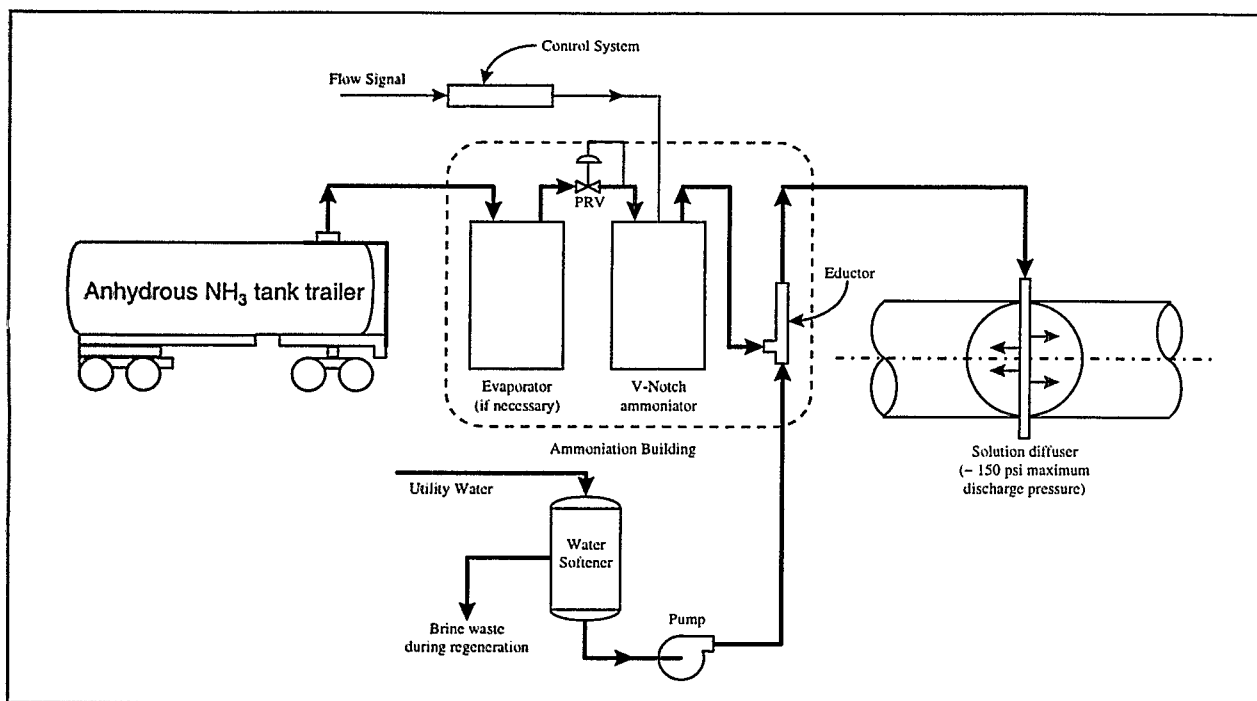 Control System
Flow Signal
PRV
Anhydrous NH₃ tank trailer
Eductor
Evaporator
(if necessary)
V-Notch
ammoniator
Ammoniation Building
Solution diffuser
(~ 150 psi maximum
discharge pressure)
Utility Water
Water
Softener
Pump
Brine waste
during regeneration